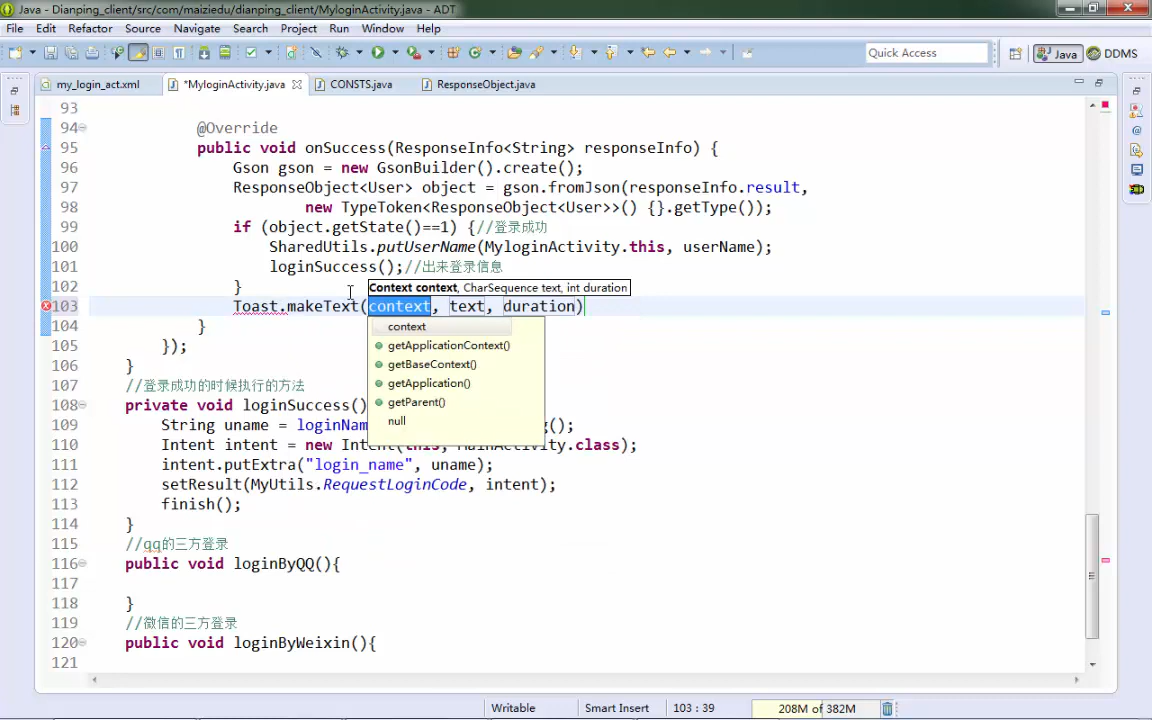 Java - Dianping_client/src/com/maiziedu/dianping_client/MyloginActivity.java - ADT
File Edit Refactor Source Navigate Search Project Run Window Help
Quick Access
Java
DDMS
my_login_act.xml
*MyloginActivity.java
CONSTS.java
ResponseObject.java
93
94 @Override
95 public void onSuccess(ResponseInfo<String> responseInfo) {
96 Gson gson = new GsonBuilder().create();
97 ResponseObject<User> object = gson.fromJson(responseInfo.result,
98 new TypeToken<ResponseObject<User>>() {}.getType());
99 if (object.getState()==1) {//登录成功
100 SharedUtils.putUserName(MyloginActivity.this, userName);
101 loginSuccess();//出来登录信息
102 }
Context context, CharSequence text, int duration
103 Toast.makeText(context, text, duration)
context
getApplicationContext()
getBaseContext()
getApplication()
getParent()
null
104 }
105 });
106 }
107 //登录成功的时候执行的方法
108 private void loginSuccess()
109 String uname = loginNam g();
110 Intent intent = new Intent(this, MainActivity.class);
111 intent.putExtra("login_name", uname);
112 setResult(MyUtils.RequestLoginCode, intent);
113 finish();
114 }
115 //qq的三方登录
116 public void loginByQQ(){
117
118 }
119 //微信的三方登录
120 public void loginByWeixin(){
121
Writable
Smart Insert
103 : 39
208M of 382M